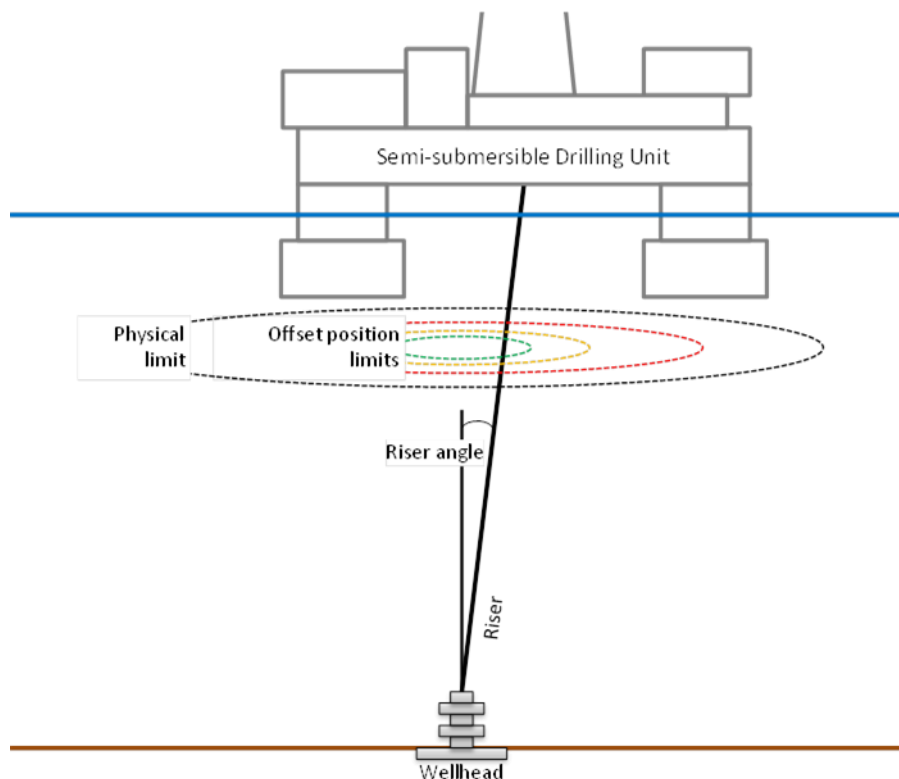 Semi-submersible Drilling Unit
Physical
limit
Offset position
limits
Riser angle
Riser
Wellhead